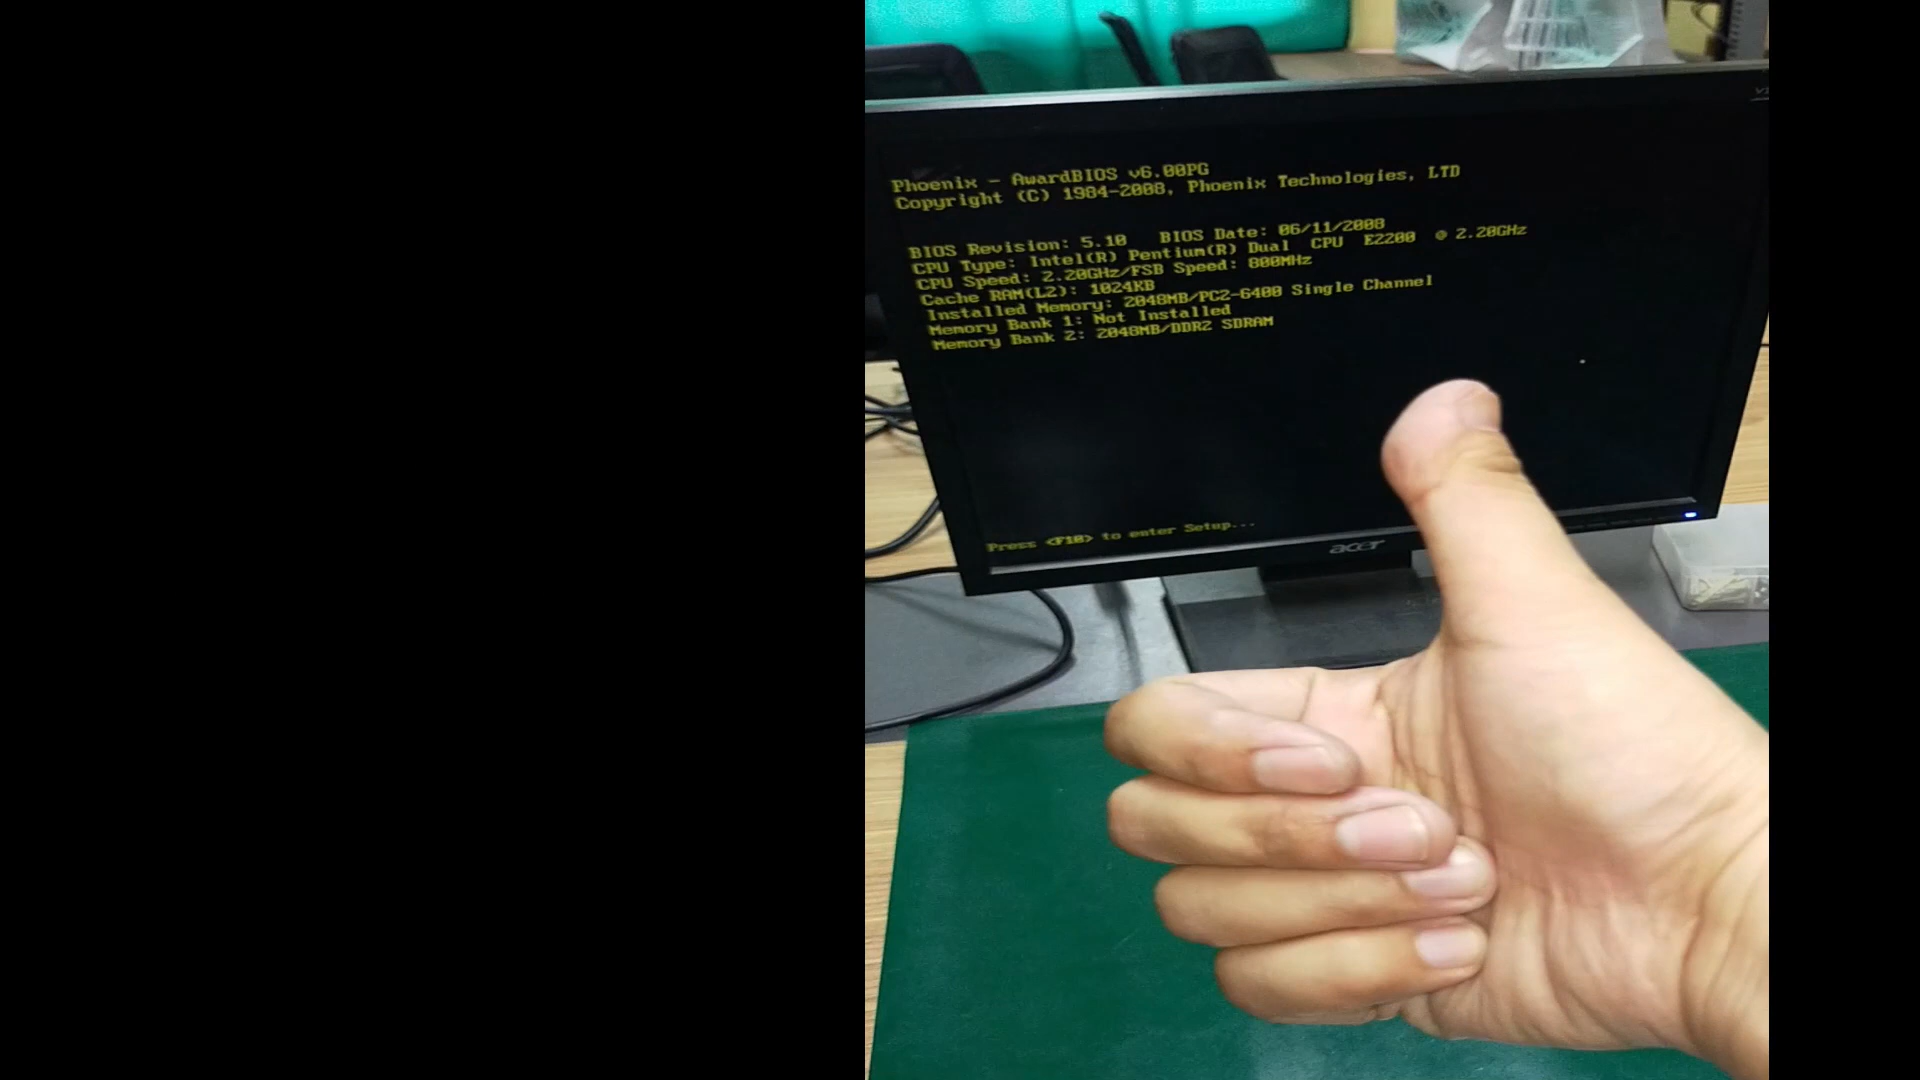 Phoenix - AwardBIOS v6.00PG
Copyright (C) 1984-2008, Phoenix Technologies, LTD
BIOS Revision: 5.10 BIOS Date: 06/11/2008
CPU Type: Intel(R) Pentium(R) Dual CPU E2200 @ 2.20GHz
CPU Speed: 2.20GHz/FSB Speed: 800MHz
Cache RAM(L2): 1024KB
Installed Memory: 2048MB/PC2-6400 Single Channel
Memory Bank 1: Not Installed
Memory Bank 2: 2048MB/DDR2 SDRAM
Press <F10> to enter Setup...
acer